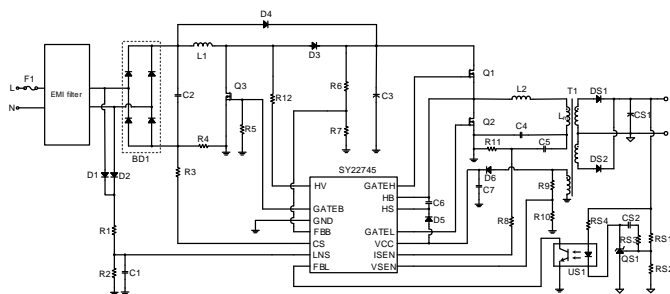 D4
L1
D3
F1
L
N
EMI filter
BD1
C2
Q3
R12
R6
C3
R4
R5
R7
Q1
Q2
L2
T1
DS1
Lm
CS1
C4
R11
C5
DS2
D1
D2
R3
SY22745
HV
GATEB
GND
FBB
CS
LNS
FBL
GATEH
HB
HS
GATEL
VCC
ISEN
VSEN
C6
D5
D6
C7
R9
R10
R8
R1
R2
C1
RS4
CS2
RS3
QS1
RS1
RS2
US1